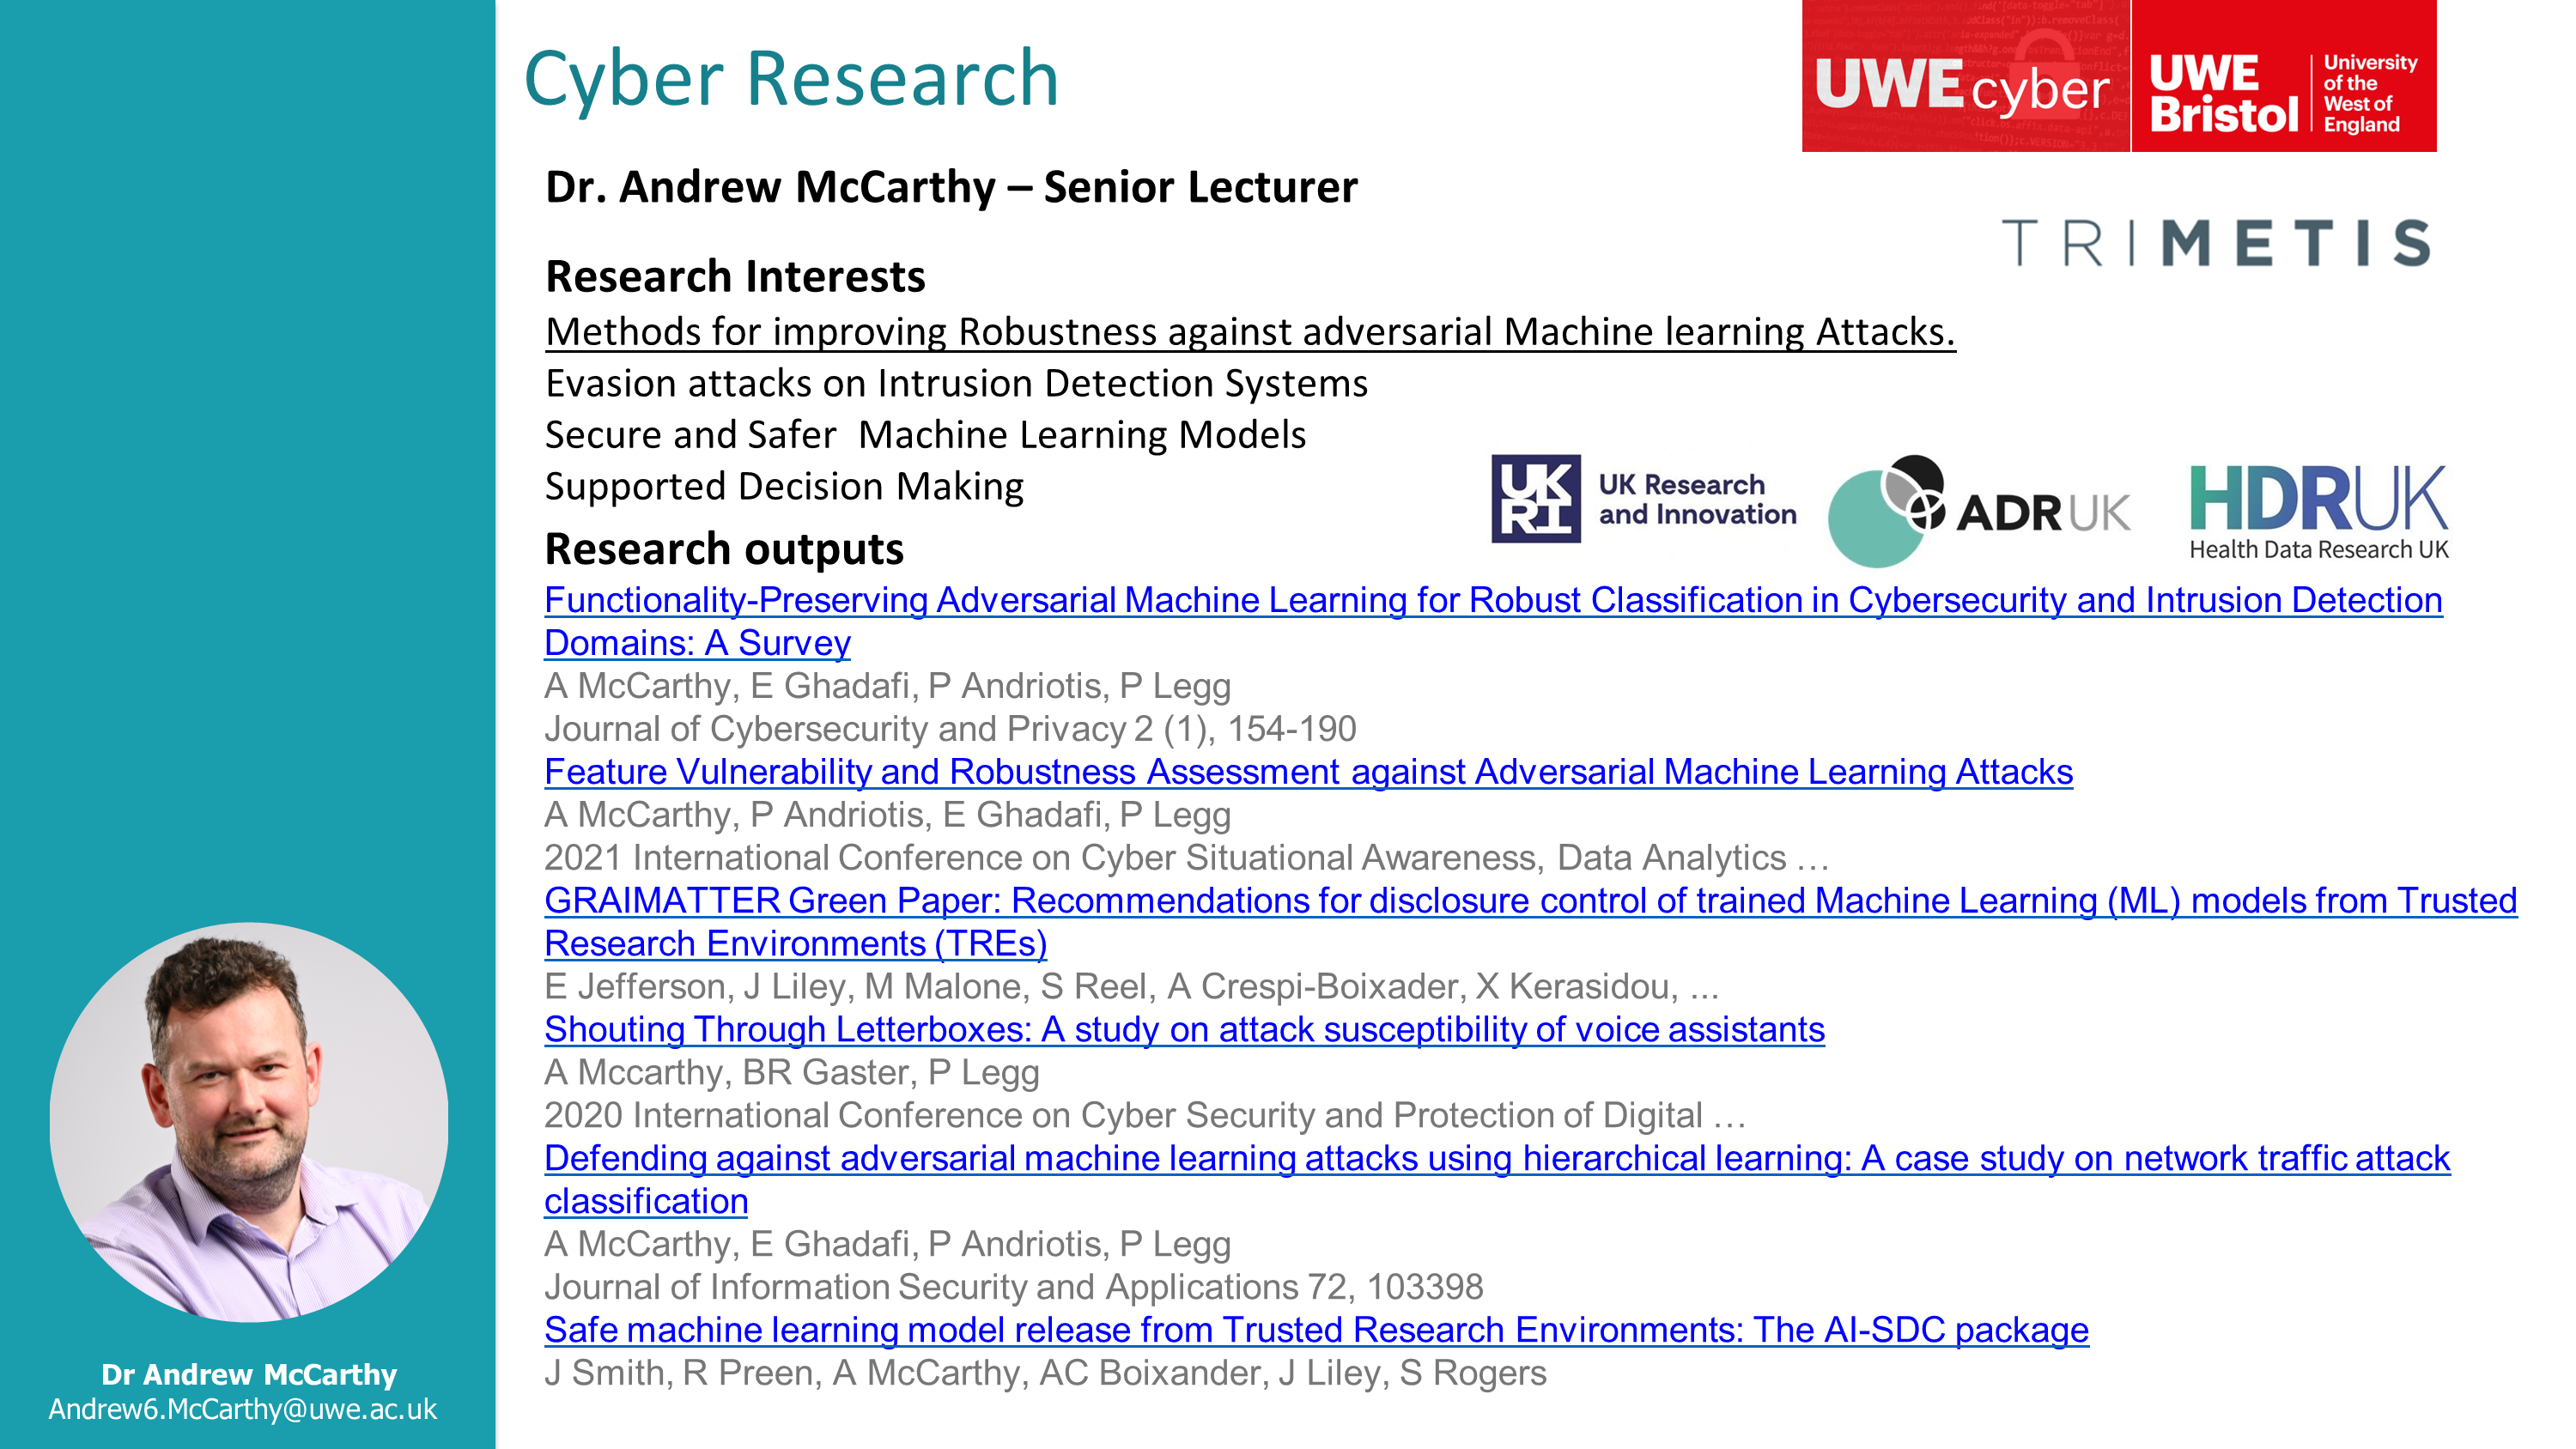 Cyber Research
UWEcyber
UWE
Bristol
University
of the
West of
England
Dr. Andrew McCarthy – Senior Lecturer
TRIMETIS
Research Interests
Methods for improving Robustness against adversarial Machine learning Attacks.
Evasion attacks on Intrusion Detection Systems
Secure and Safer  Machine Learning Models
Supported Decision Making
UK
RI
UK Research
and Innovation
ADR UK
HDRUK
Health Data Research UK
Research outputs
Functionality-Preserving Adversarial Machine Learning for Robust Classification in Cybersecurity and Intrusion Detection
Domains: A Survey
A McCarthy, E Ghadafi, P Andriotis, P Legg
Journal of Cybersecurity and Privacy 2 (1), 154-190
Feature Vulnerability and Robustness Assessment against Adversarial Machine Learning Attacks
A McCarthy, P Andriotis, E Ghadafi, P Legg
2021 International Conference on Cyber Situational Awareness, Data Analytics …
GRAIMATTER Green Paper: Recommendations for disclosure control of trained Machine Learning (ML) models from Trusted
Research Environments (TREs)
E Jefferson, J Liley, M Malone, S Reel, A Crespi-Boixader, X Kerasidou, ...
Shouting Through Letterboxes: A study on attack susceptibility of voice assistants
A Mccarthy, BR Gaster, P Legg
2020 International Conference on Cyber Security and Protection of Digital …
Defending against adversarial machine learning attacks using hierarchical learning: A case study on network traffic attack
classification
A McCarthy, E Ghadafi, P Andriotis, P Legg
Journal of Information Security and Applications 72, 103398
Safe machine learning model release from Trusted Research Environments: The AI-SDC package
J Smith, R Preen, A McCarthy, AC Boixander, J Liley, S Rogers
Dr Andrew McCarthy
Andrew6.McCarthy@uwe.ac.uk